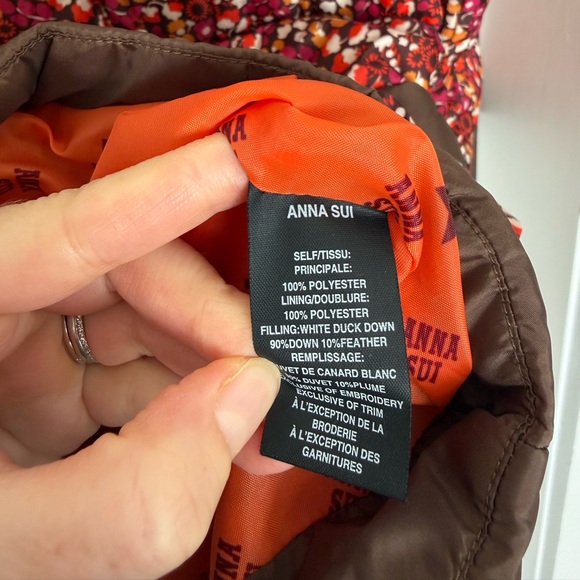 ANNA SUI
SELF/TISSU:
PRINCIPALE:
100% POLYESTER
LINING/DOUBLURE:
100% POLYESTER
FILLING:WHITE DUCK DOWN
90%DOWN 10%FEATHER
REMPLISSAGE:
DE CANARD BLANC
DUVET 10%PLUME
OF EMBROIDERY
EXCLUSIVE OF TRIM
À L'EXCEPTION DE LA
BRODERIE
À L'EXCEPTION DES
GARNITURES
ANNA
ANNA
SUI